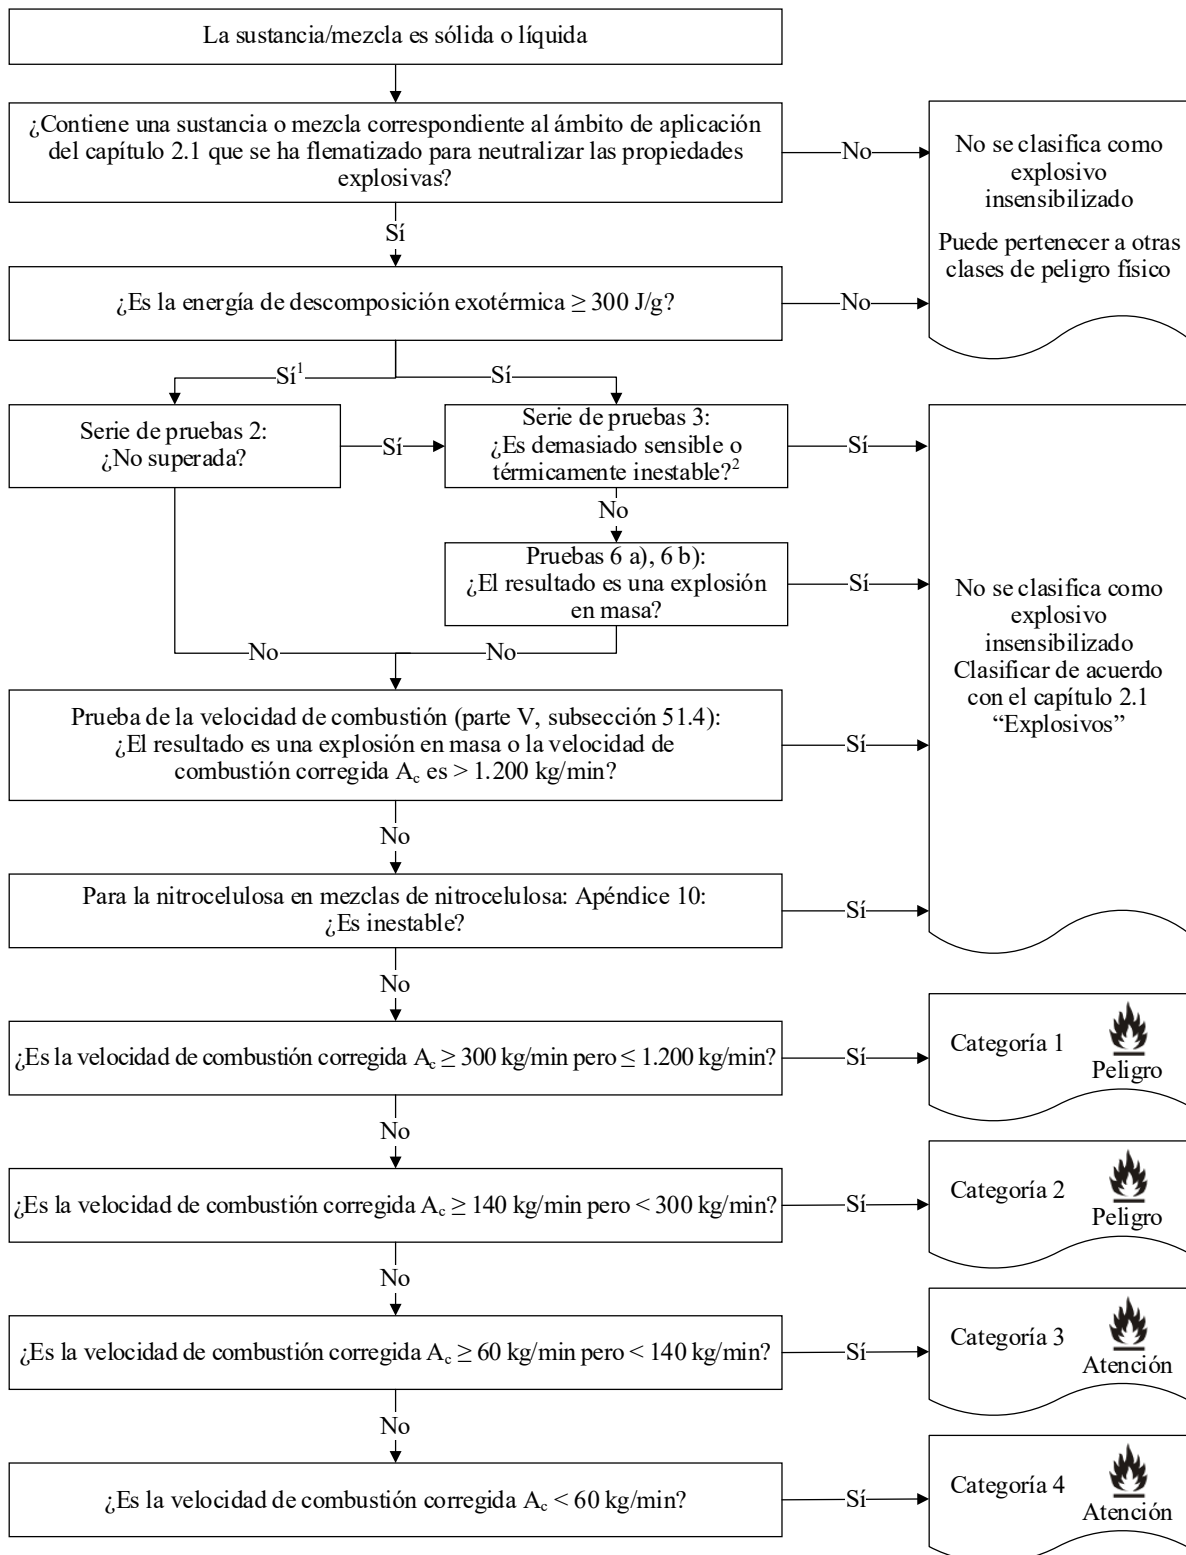 La sustancia/mezcla es sólida o líquida
¿Contiene una sustancia o mezcla correspondiente al ámbito de aplicación
del capítulo 2.1 que se ha flematizado para neutralizar las propiedades
explosivas?
No
No se clasifica como
explosivo
insensibilizado
Puede pertenecer a otras
clases de peligro físico
Sí
¿Es la energía de descomposición exotérmica ≥ 300 J/g?
No
Sí¹
Sí
Serie de pruebas 2:
¿No superada?
Sí
Serie de pruebas 3:
¿Es demasiado sensible o
térmicamente inestable?²
Sí
No
Pruebas 6 a), 6 b):
¿El resultado es una explosión
en masa?
Sí
No se clasifica como
explosivo
insensibilizado
Clasificar de acuerdo
con el capítulo 2.1
“Explosivos”
No
No
Prueba de la velocidad de combustión (parte V, subsección 51.4):
¿El resultado es una explosión en masa o la velocidad de
combustión corregida Ac es > 1.200 kg/min?
Sí
No
Para la nitrocelulosa en mezclas de nitrocelulosa: Apéndice 10:
¿Es inestable?
Sí
No
¿Es la velocidad de combustión corregida Ac ≥ 300 kg/min pero ≤ 1.200 kg/min?
Sí
Categoría 1
Peligro
No
¿Es la velocidad de combustión corregida Ac ≥ 140 kg/min pero < 300 kg/min?
Sí
Categoría 2
Peligro
No
¿Es la velocidad de combustión corregida Ac ≥ 60 kg/min pero < 140 kg/min?
Sí
Categoría 3
Atención
No
¿Es la velocidad de combustión corregida Ac < 60 kg/min?
Sí
Categoría 4
Atención